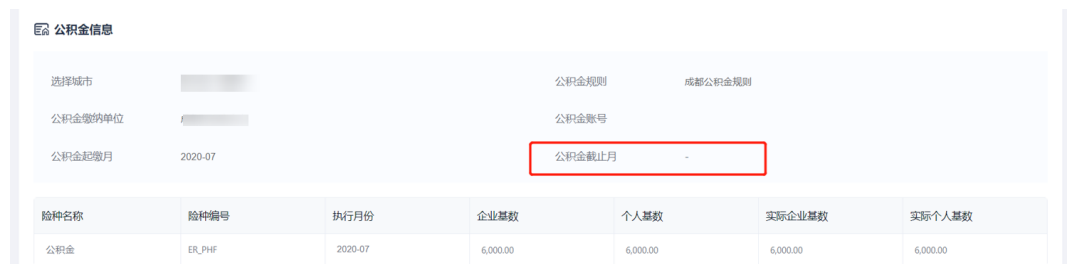 公积金信息
选择城市 公积金规则 成都公积金规则
公积金缴纳单位 公积金账号
公积金起缴月 2020-07 公积金截止月 -
险种名称 险种编号 执行月份 企业基数 个人基数 实际企业基数 实际个人基数
公积金 ER_PHF 2020-07 6,000.00 6,000.00 6,000.00 6,000.00